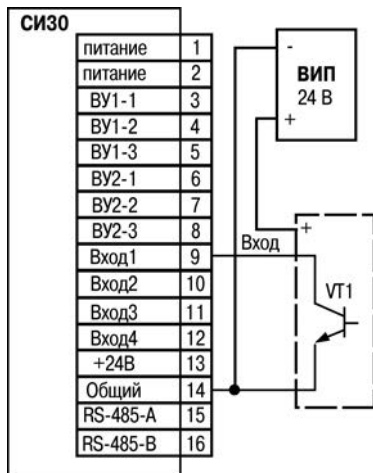 СИ30
питание 1
питание 2
ВУ1-1 3
ВУ1-2 4
ВУ1-3 5
ВУ2-1 6
ВУ2-2 7
ВУ2-3 8
Вход1 9
Вход2 10
Вход3 11
Вход4 12
+24В 13
Общий 14
RS-485-A 15
RS-485-B 16
-
ВИП
24 В
+
Вход
+
VT1